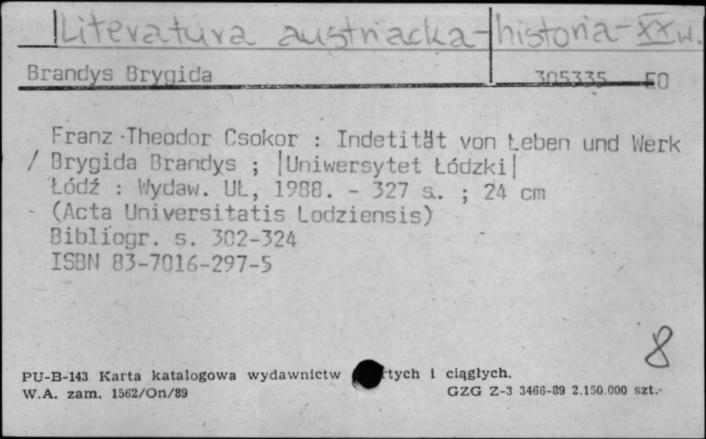 Literatura austriacka - historia - XX w.
Brandys Brygida 305335 EO
Franz Theodor Csokor : Indetität von Leben und Werk
/ Brygida Brandys ; |Uniwersytet Łódzki|
Łódź : Wydaw. UŁ, 1988. - 327 s. ; 24 cm
(Acta Universitatis Lodziensis)
Bibliogr. s. 302-324
ISBN 83-7016-297-5
8
PU-B-143 Karta katalogowa wydawnictw tych i ciągłych.
W.A. zam. 1562/On/89 GZG Z-3 3466-89 2.150.000 szt.